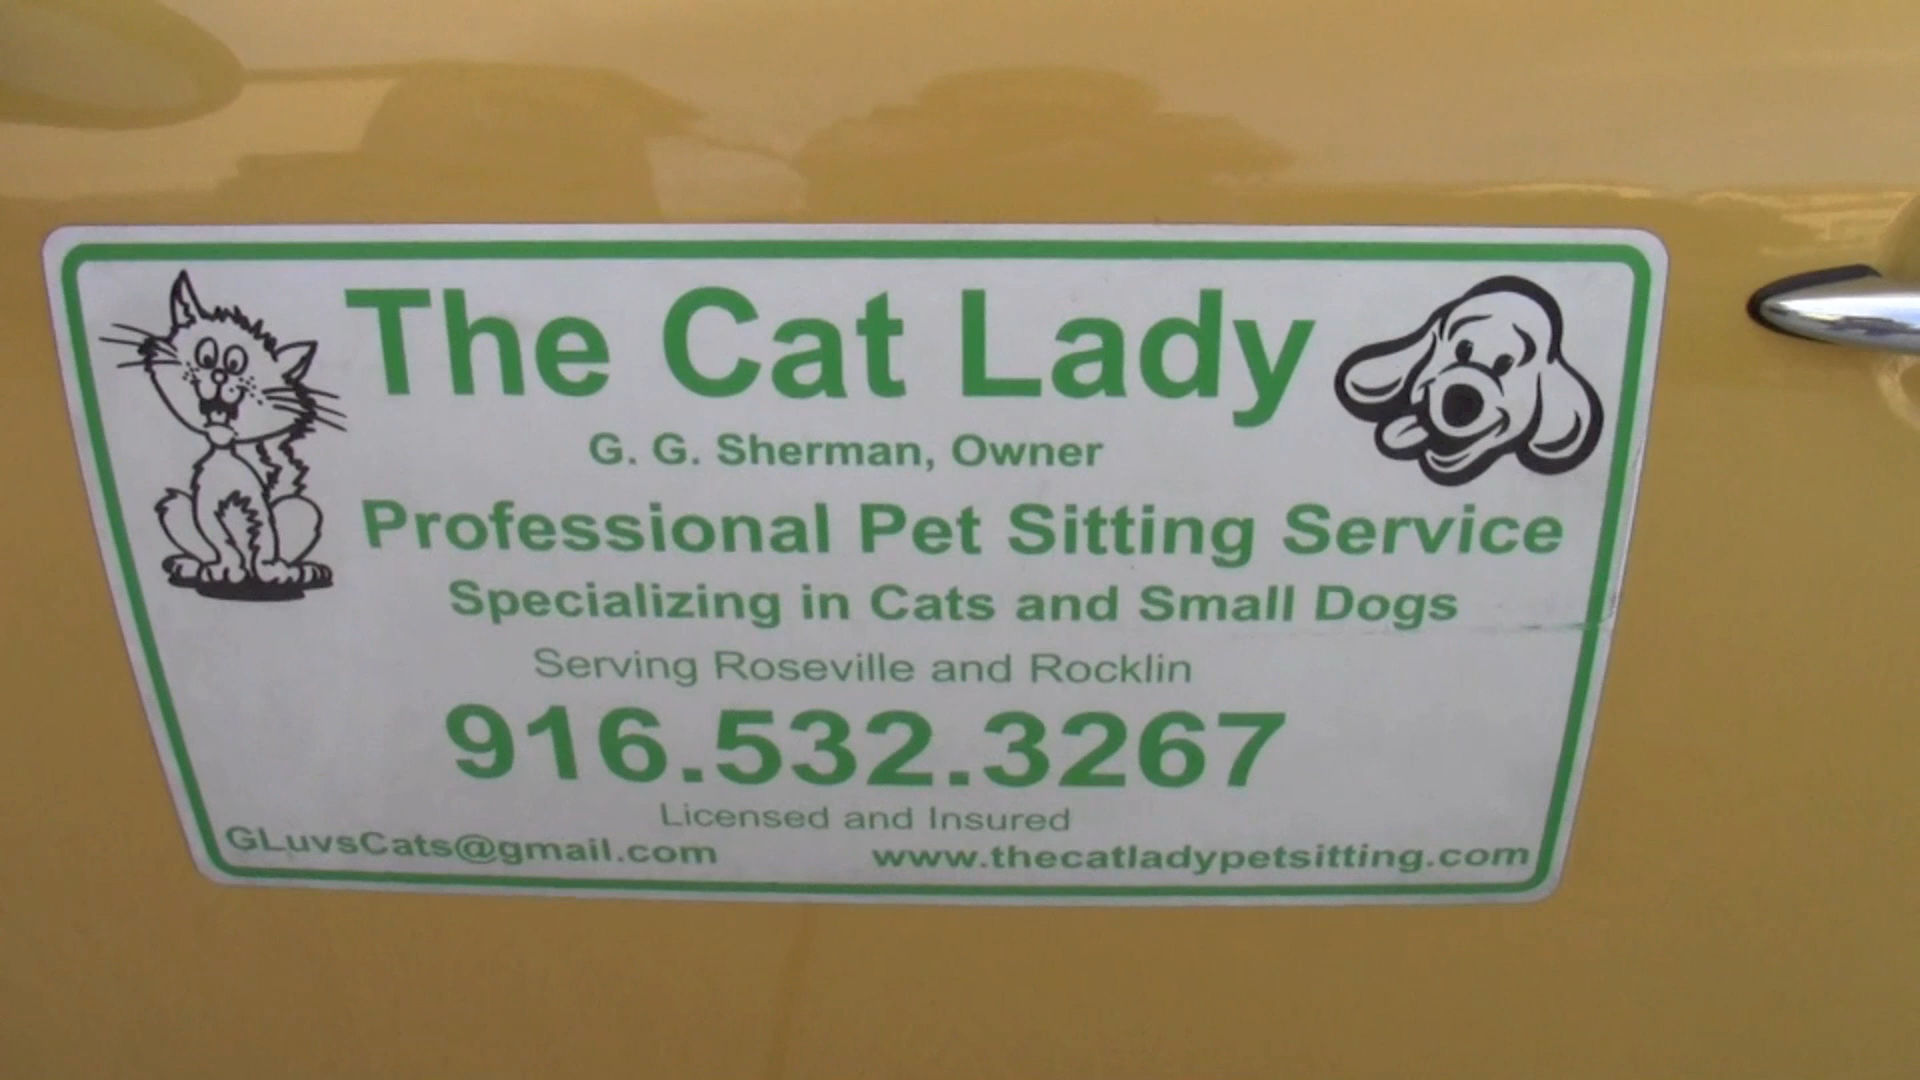 The Cat Lady
G. G. Sherman, Owner
Professional Pet Sitting Service
Specializing in Cats and Small Dogs
Serving Roseville and Rocklin
916.532.3267
Licensed and Insured
GLuvsCats@gmail.com
www.thecatladypetsitting.com